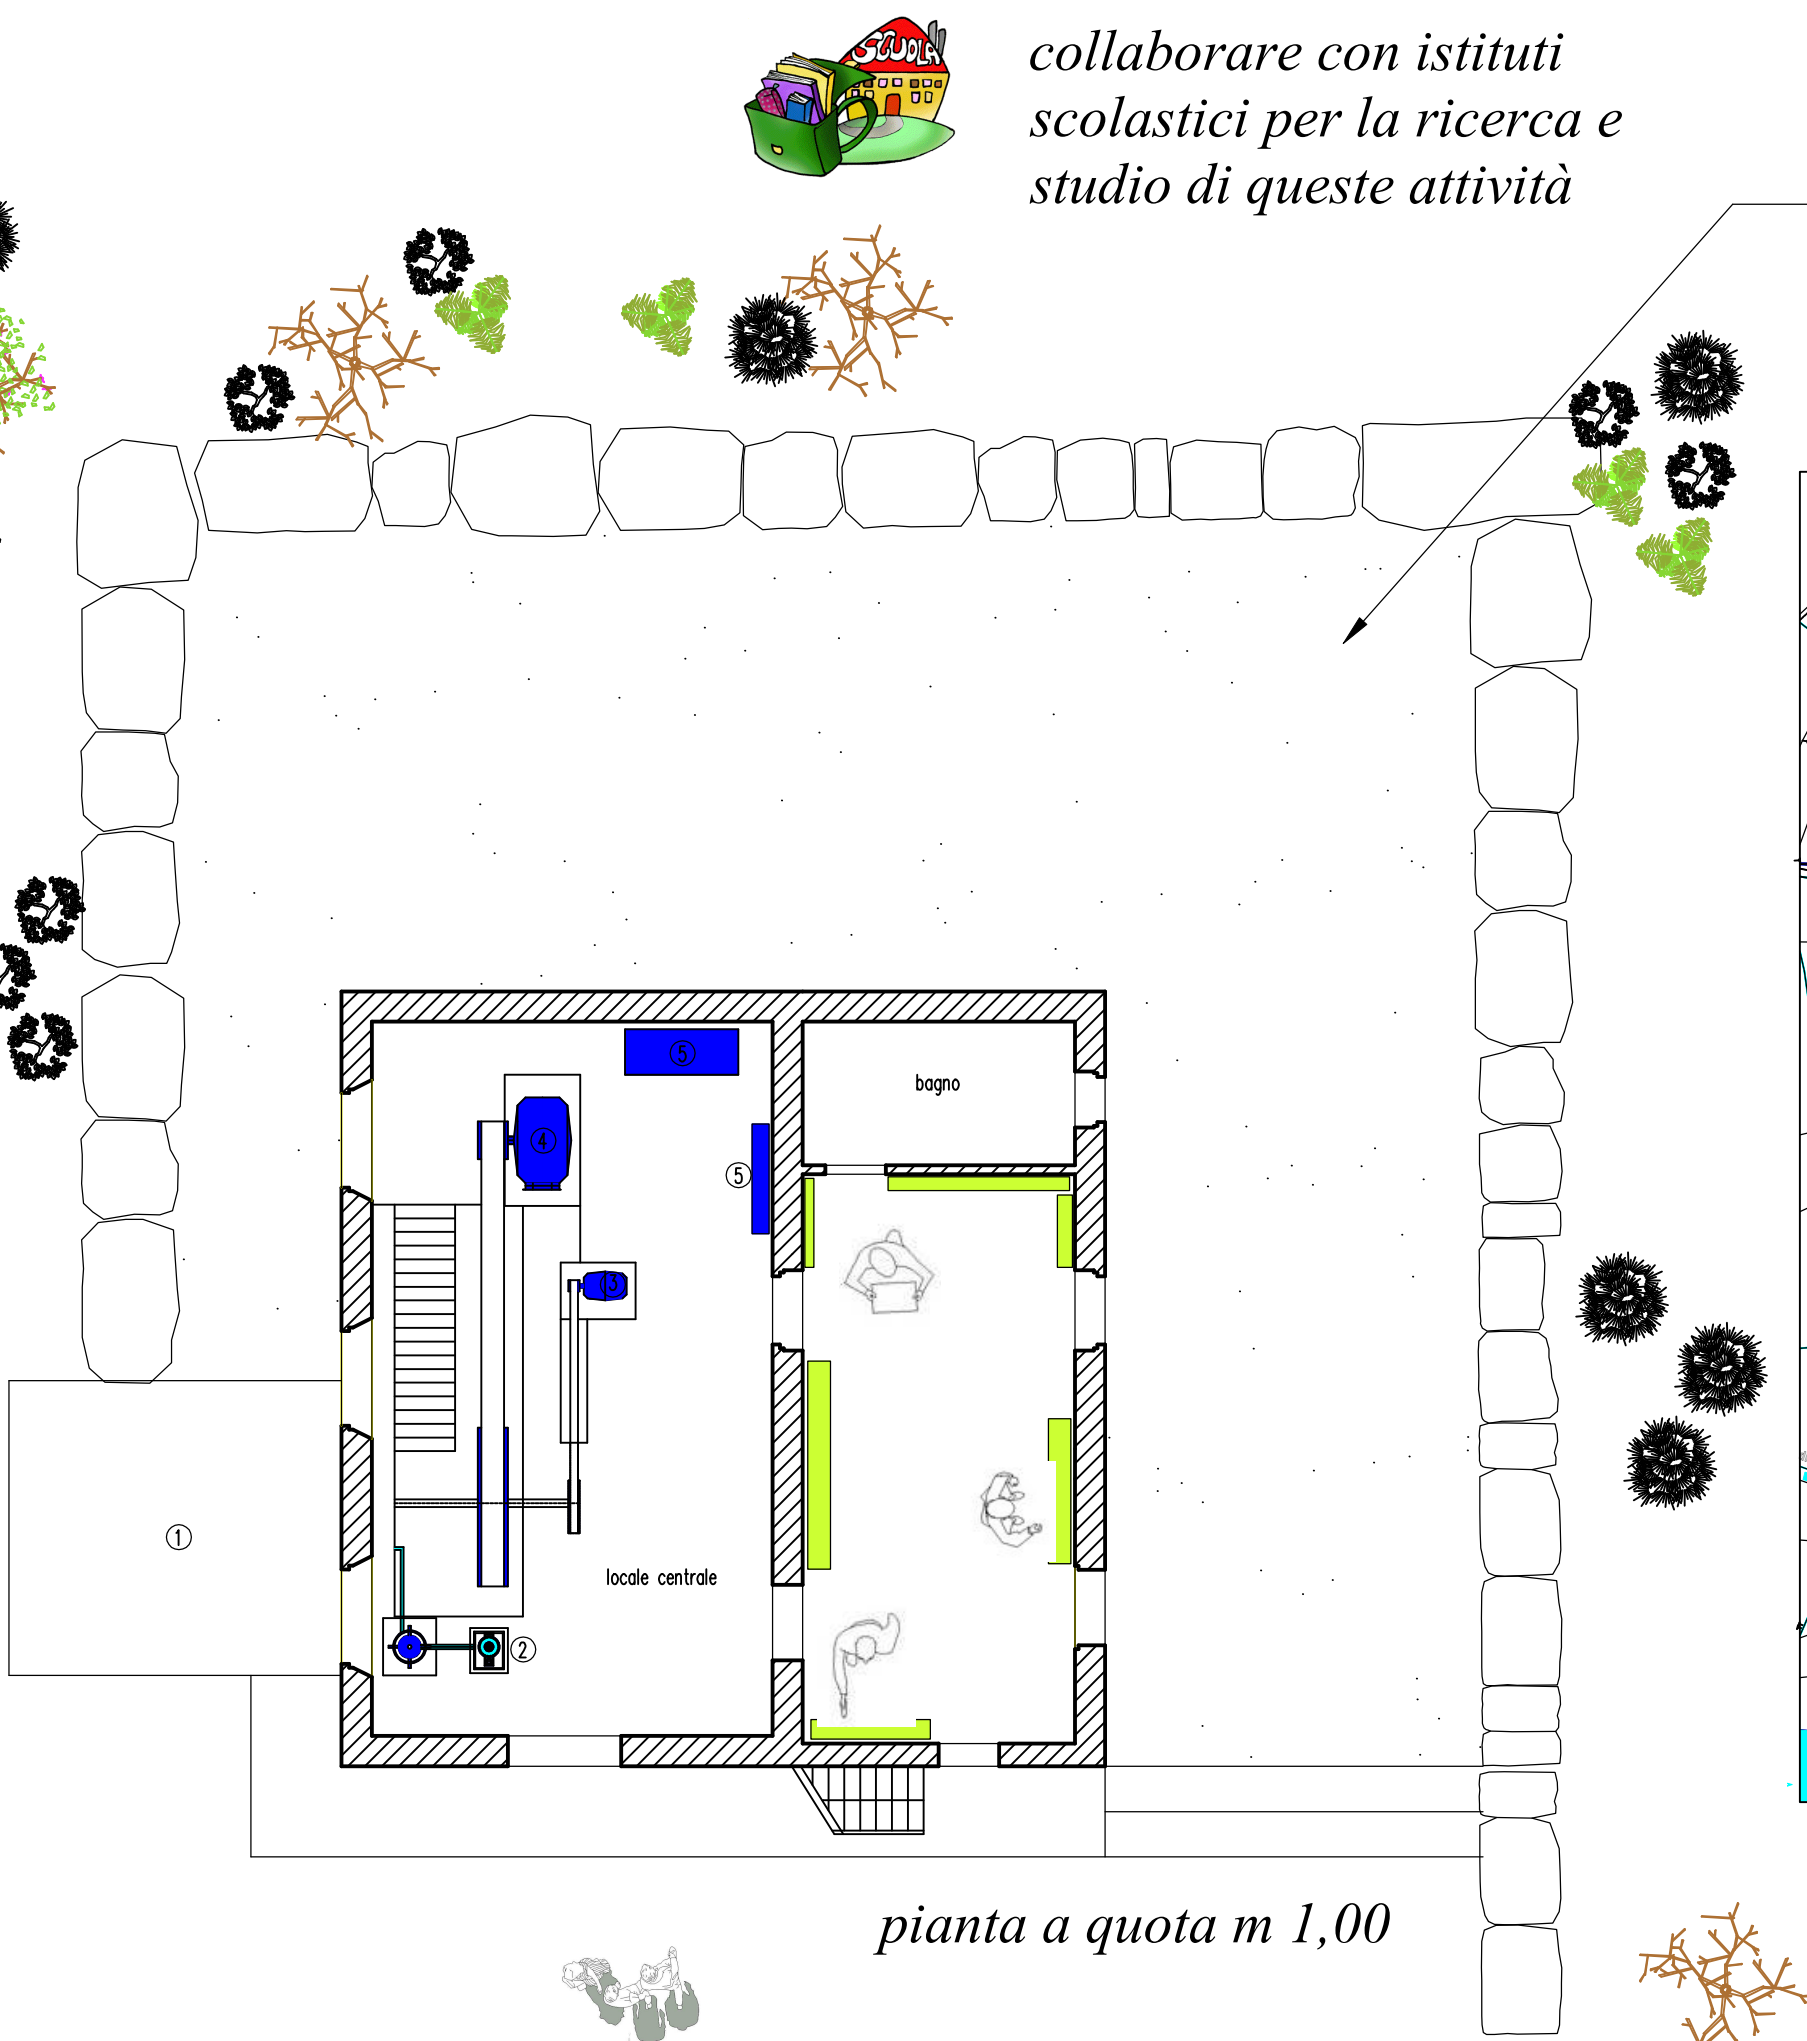 SCUOLA
collaborare con istituti
scolastici per la ricerca e
studio di queste attività
5
bagno
4
5
3
1
locale centrale
2
pianta a quota m 1,00